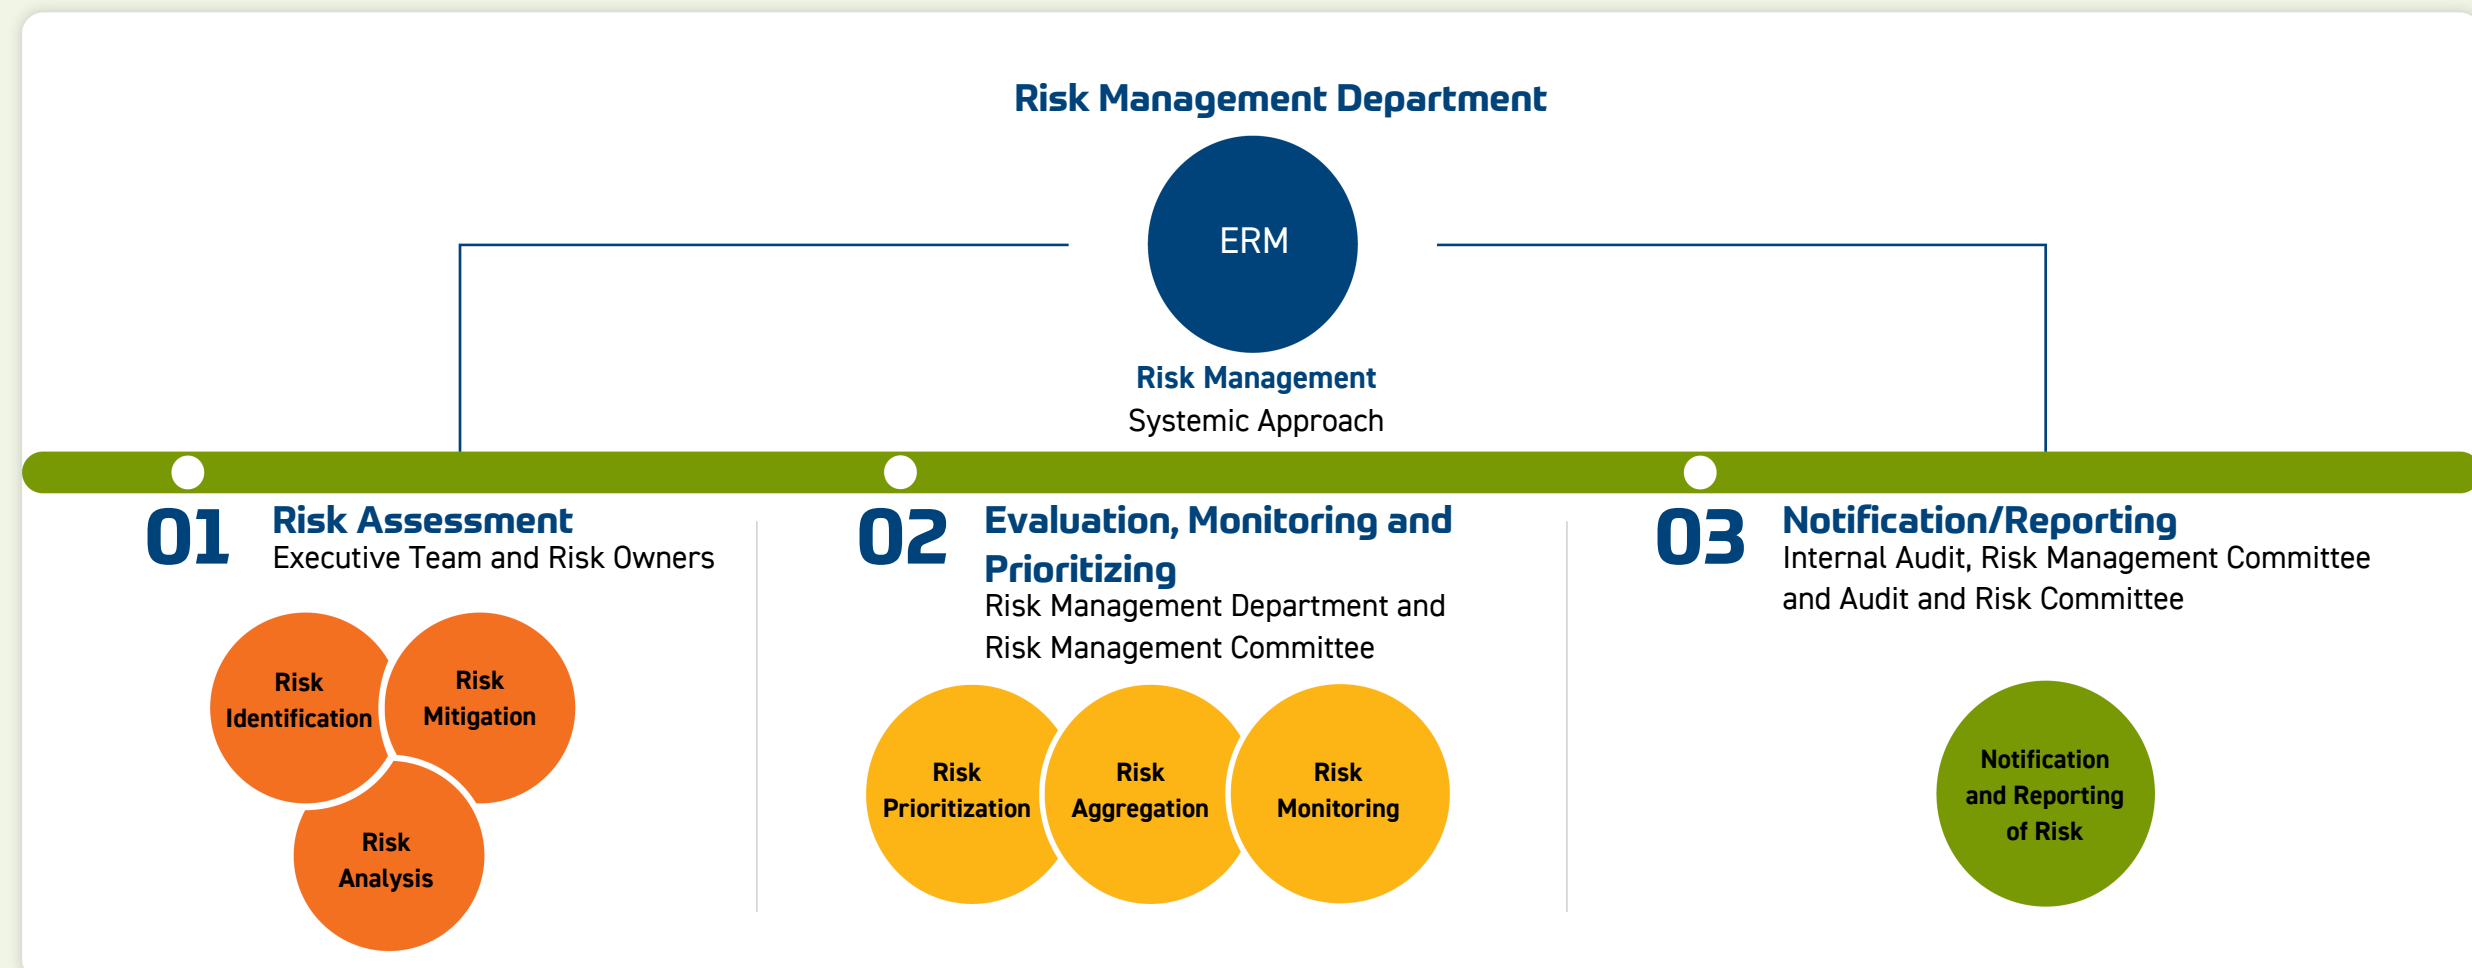 Risk Management Department
ERM
Risk Management
Systemic Approach
01
Risk Assessment
Executive Team and Risk Owners
Risk
Identification
Risk
Mitigation
Risk
Analysis
02
Evaluation, Monitoring and
Prioritizing
Risk Management Department and
Risk Management Committee
Risk
Prioritization
Risk
Aggregation
Risk
Monitoring
03
Notification/Reporting
Internal Audit, Risk Management Committee
and Audit and Risk Committee
Notification
and Reporting
of Risk